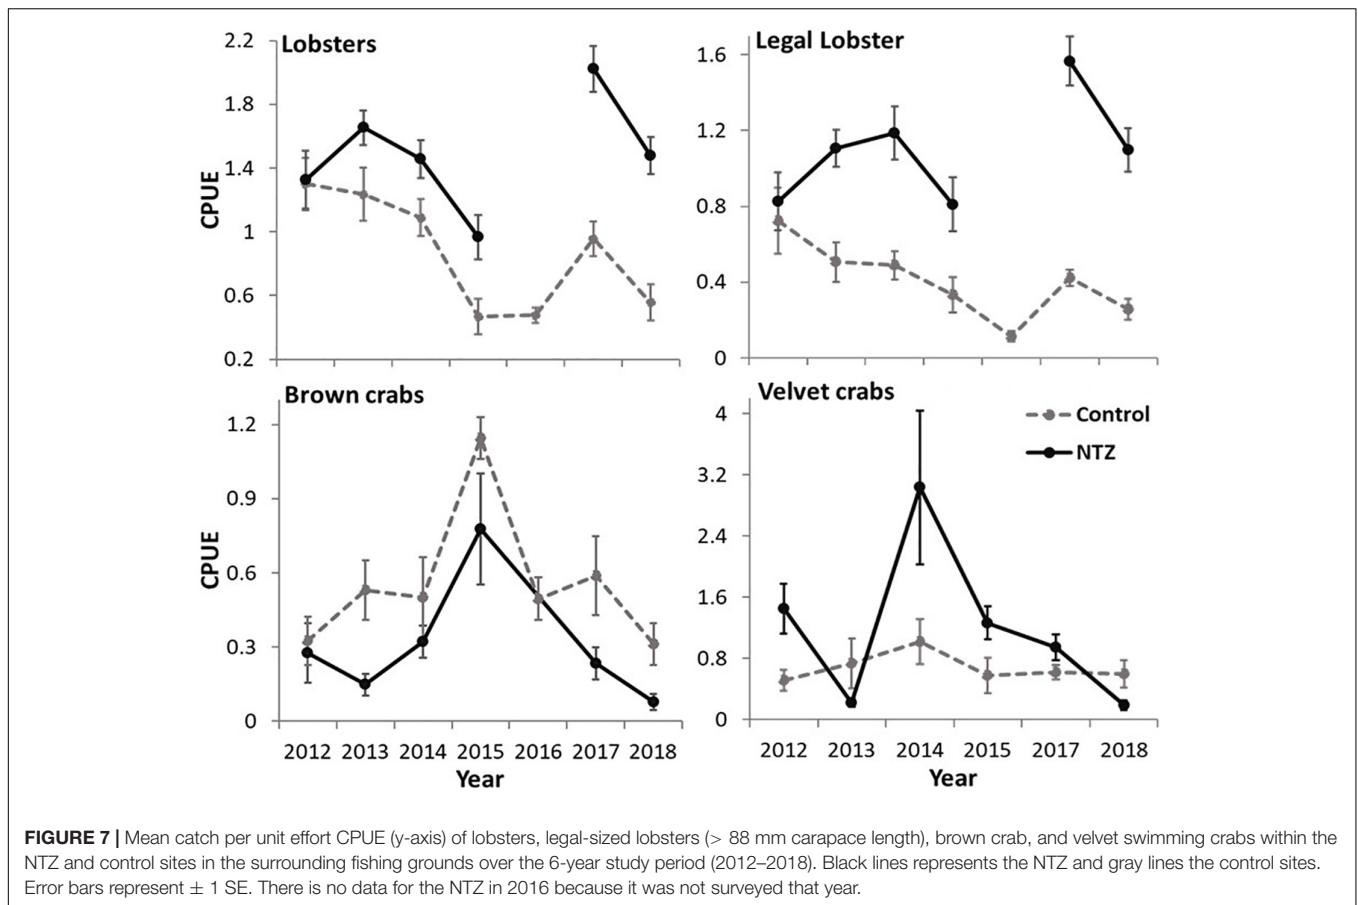 Lobsters
2.2
1.8
1.4
1
0.6
0.2
CPUE
Legal Lobster
1.6
1.2
0.8
0.4
0
Brown crabs
1.2
0.9
0.6
0.3
0
CPUE
2012 2013 2014 2015 2016 2017 2018
Year
Velvet crabs
4
3.2
2.4
1.6
0.8
0
Control
NTZ
2012 2013 2014 2015 2017 2018
Year
FIGURE 7 | Mean catch per unit effort CPUE (y-axis) of lobsters, legal-sized lobsters (> 88 mm carapace length), brown crab, and velvet swimming crabs within the
NTZ and control sites in the surrounding fishing grounds over the 6-year study period (2012–2018). Black lines represents the NTZ and gray lines the control sites.
Error bars represent ± 1 SE. There is no data for the NTZ in 2016 because it was not surveyed that year.